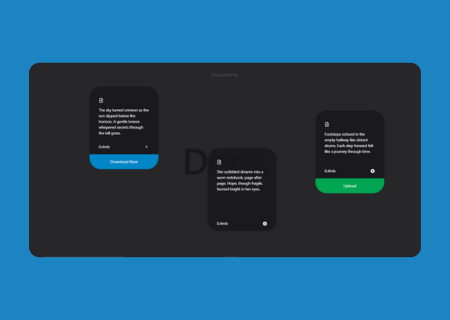 Documents
The sky turned crimson as the
sun dipped below the
horizon. A gentle breeze
whispered secrets through
the tall grass.
0.4mb
Download Now
Footsteps echoed in the
empty hallway like distant
drums. Each step forward felt
like a journey through time.
0.4mb
Upload
She scribbled dreams into a
worn notebook, page after
page. Hope, though fragile,
burned bright in her eyes.
0.4mb